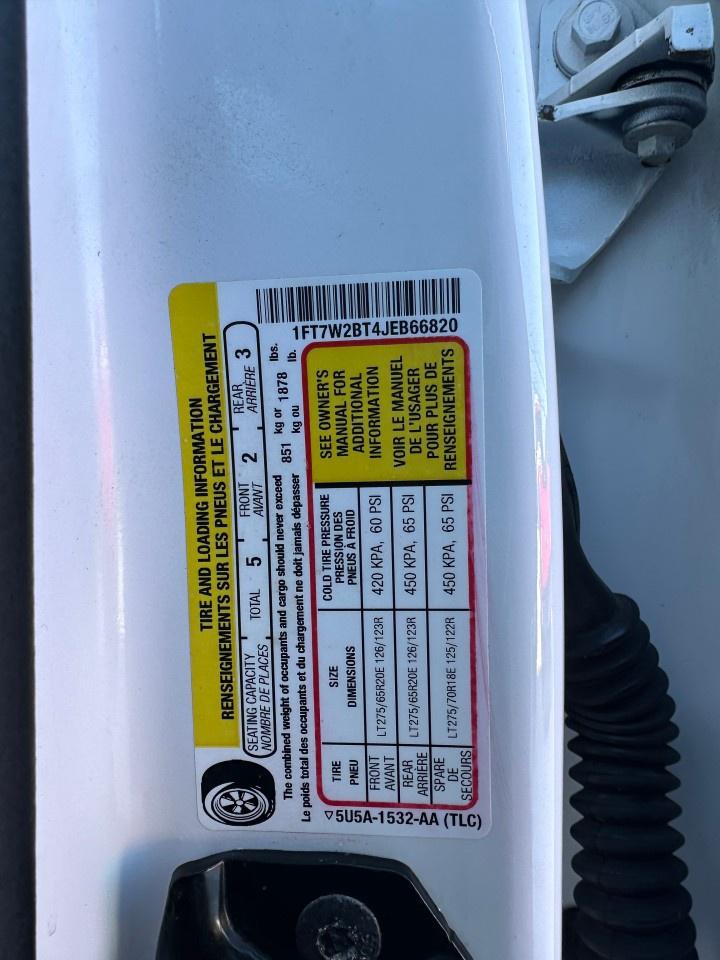 TIRE AND LOADING INFORMATION
RENSEIGNEMENTS SUR LES PNEUS ET LE CHARGEMENT
SEATING CAPACITY TOTAL 5 FRONT 2 REAR 3
NOMBRE DE PLACES AVANT ARRIÈRE
The combined weight of occupants and cargo should never exceed 851 kg or 1878 lbs.
Le poids total des occupants et du chargement ne doit jamais dépasser kg ou lb.
1FT7W2BT4JEB66820
TIRE SIZE COLD TIRE PRESSURE
PNEU DIMENSIONS PRESSION DES
PNEUS À FROID
FRONT
AVANT LT275/65R20E 126/123R 420 KPA, 60 PSI
REAR
ARRIÈRE LT275/65R20E 126/123R 450 KPA, 65 PSI
SPARE
DE
SECOURS LT275/70R18E 125/122R 450 KPA, 65 PSI
SEE OWNER'S
MANUAL FOR
ADDITIONAL
INFORMATION
VOIR LE MANUEL
DE L'USAGER
POUR PLUS DE
RENSEIGNEMENTS
5U5A-1532-AA (TLC)